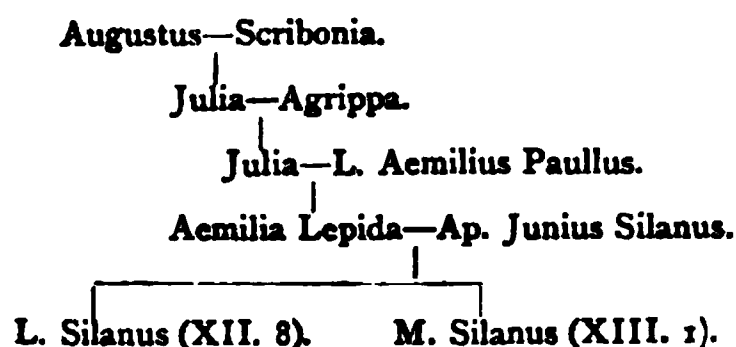 Augustus—Scribonia.
Julia—Agrippa.
Julia—L. Aemilius Paullus.
Aemilia Lepida—Ap. Junius Silanus.
L. Silanus (XII. 8). M. Silanus (XIII. 1).